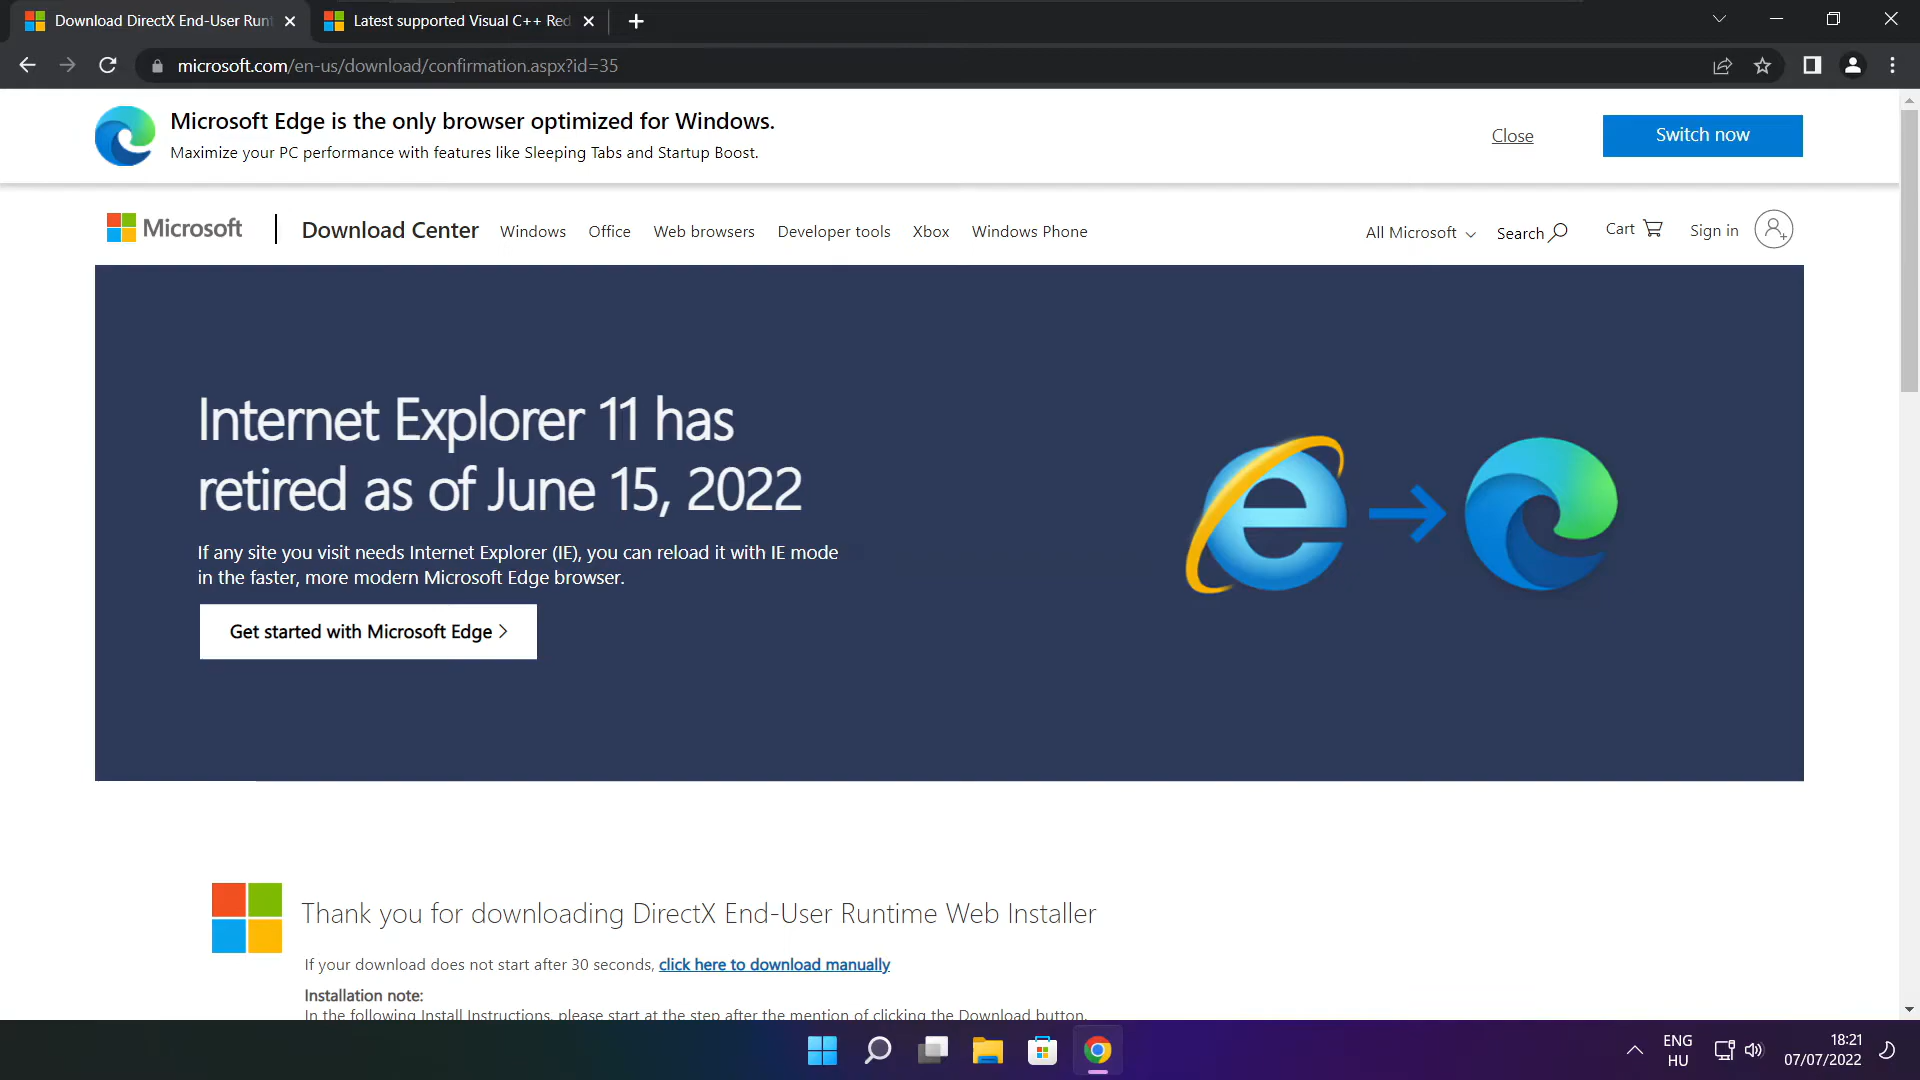 Download DirectX End-User Runt
Latest supported Visual C++ Red
microsoft.com/en-us/download/confirmation.aspx?id=35
Microsoft Edge is the only browser optimized for Windows.
Maximize your PC performance with features like Sleeping Tabs and Startup Boost.
Close
Switch now
Microsoft
Download Center
Windows
Office
Web browsers
Developer tools
Xbox
Windows Phone
All Microsoft
Search
Cart
Sign in
Internet Explorer 11 has
retired as of June 15, 2022
If any site you visit needs Internet Explorer (IE), you can reload it with IE mode
in the faster, more modern Microsoft Edge browser.
Get started with Microsoft Edge
Thank you for downloading DirectX End-User Runtime Web Installer
If your download does not start after 30 seconds, click here to download manually
Installation note:
In the following Install Instructions, please start at the step after the mention of clicking the Download button.
ENG
HU
18:21
07/07/2022